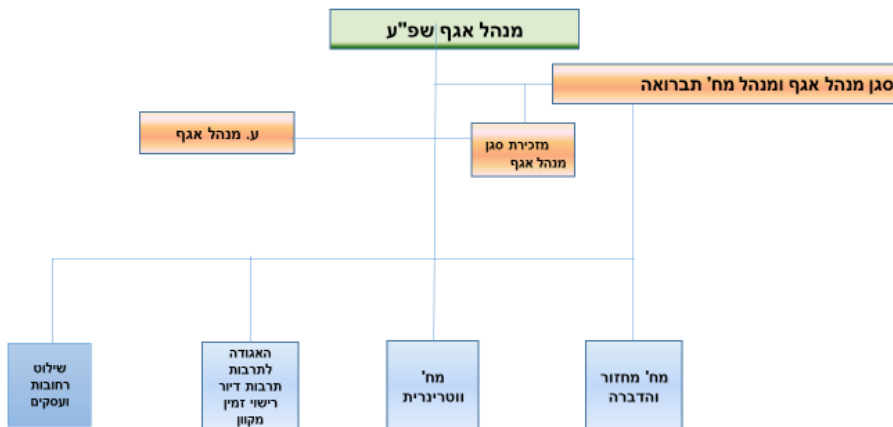 מנהל אגף שפ"ע
סגן מנהל אגף ומנהל מח' תברואה
ע. מנהל אגף
מזכירת סגן
מנהל אגף
מח' מחזור
והדברה
מח'
ווטרינרית
האגודה
לתרבות
תרבות דיור
רישוי זמין
מקוון
שילוט
רחובות
ועסקים